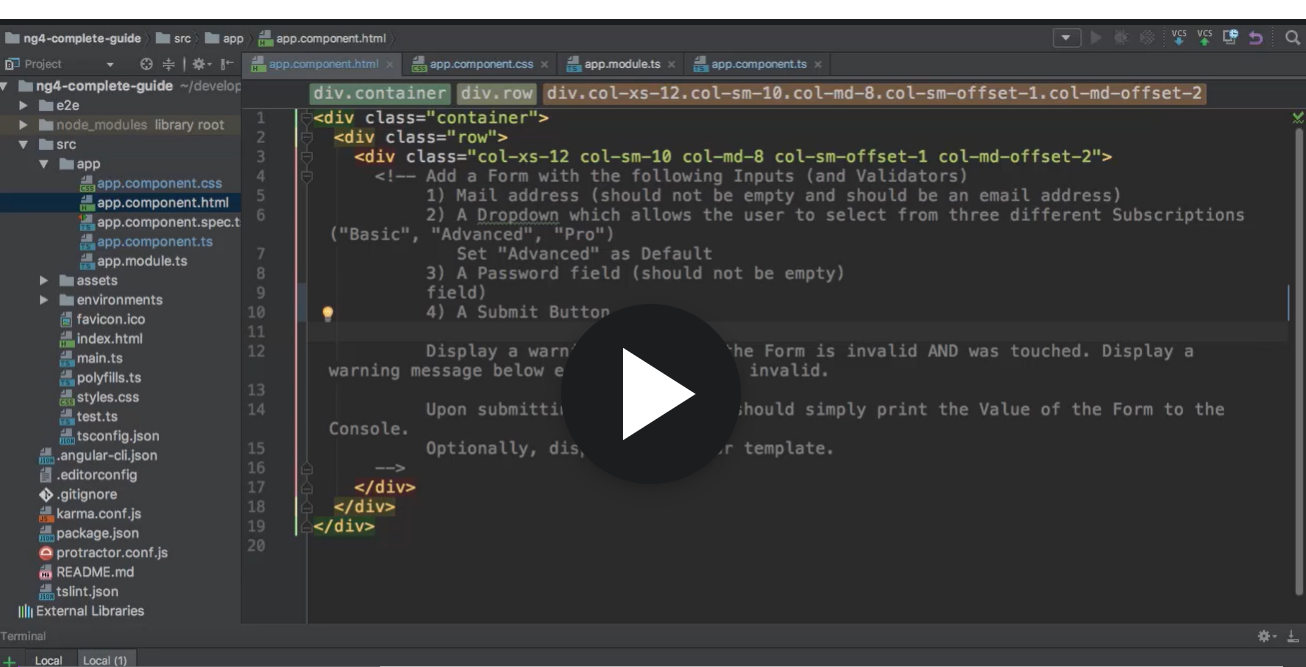 ng4-complete-guide src app app.component.html
Project
app.component.html × app.component.css × app.module.ts × app.component.ts ×
ng4-complete-guide ~/develop
e2e
node_modules library root
src
app
app.component.css
app.component.html
app.component.spec.t
app.component.ts
app.module.ts
assets
environments
favicon.ico
index.html
main.ts
polyfills.ts
styles.css
test.ts
tsconfig.json
.angular-cli.json
.editorconfig
.gitignore
karma.conf.js
package.json
protractor.conf.js
README.md
tslint.json
External Libraries
div.container div.row div.col-xs-12.col-sm-10.col-md-8.col-sm-offset-1.col-md-offset-2
1 <div class="container">
2 <div class="row">
3 <div class="col-xs-12 col-sm-10 col-md-8 col-sm-offset-1 col-md-offset-2">
4 <!-- Add a Form with the following Inputs (and Validators)
5 1) Mail address (should not be empty and should be an email address)
6 2) A Dropdown which allows the user to select from three different Subscriptions
("Basic", "Advanced", "Pro")
7 Set "Advanced" as Default
8 3) A Password field (should not be empty)
9 field)
10 4) A Submit Button
11
12 Display a warni he Form is invalid AND was touched. Display a
warning message below e invalid.
13
14 Upon submitti should simply print the Value of the Form to the
Console.
15 Optionally, dis r template.
16 -->
17 </div>
18 </div>
19 </div>
20
Terminal
+ Local Local (1)
VCS VCS